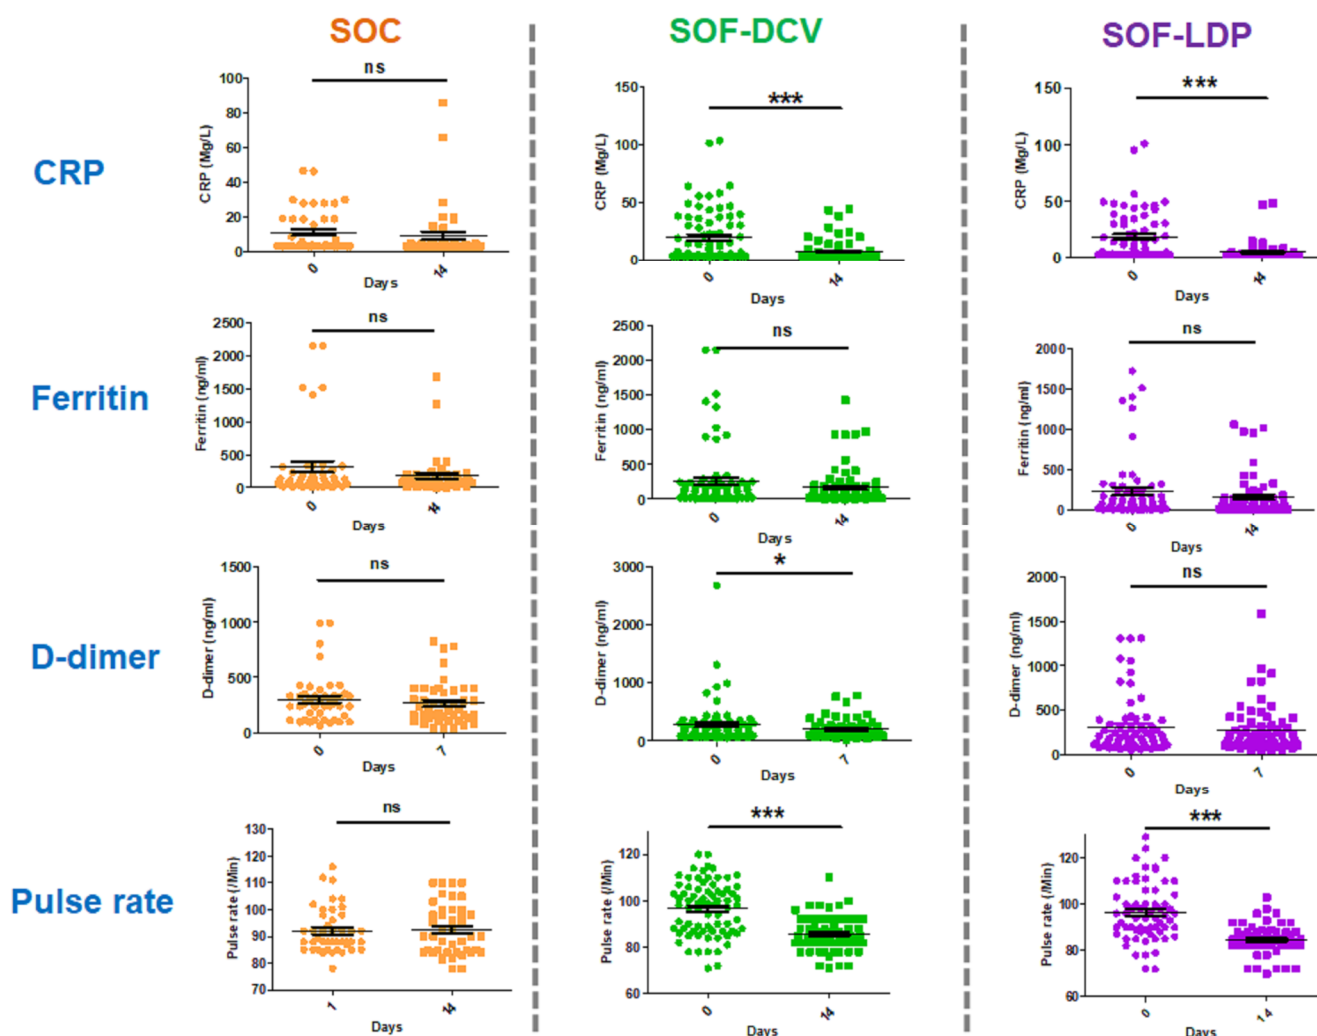 SOC
SOF-DCV
SOF-LDP
CRP
ns
CRP (Mg/L)
100
80
60
40
20
0
0
14
Days
***
CRP (Mg/L)
150
100
50
0
0
14
Days
***
CRP (Mg/L)
150
100
50
0
0
14
Days
Ferritin
ns
Ferritin (ng/ml)
2500
2000
1500
1000
500
0
0
14
Days
ns
Ferritin (ng/ml)
2500
2000
1500
1000
500
0
0
14
Days
ns
Ferritin (ng/ml)
2000
1500
1000
500
0
0
14
Days
D-dimer
ns
D-dimer (ng/ml)
1500
1000
500
0
0
7
Days
*
D-dimer (ng/ml)
3000
2000
1000
0
0
7
Days
ns
D-dimer (ng/ml)
2000
1500
1000
500
0
0
7
Days
Pulse rate
ns
Pulse rate (/Min)
130
120
110
100
90
80
70
1
14
Days
***
Pulse rate (/Min)
120
100
80
60
0
14
Days
***
Pulse rate (/Min)
120
100
80
60
0
14
Days